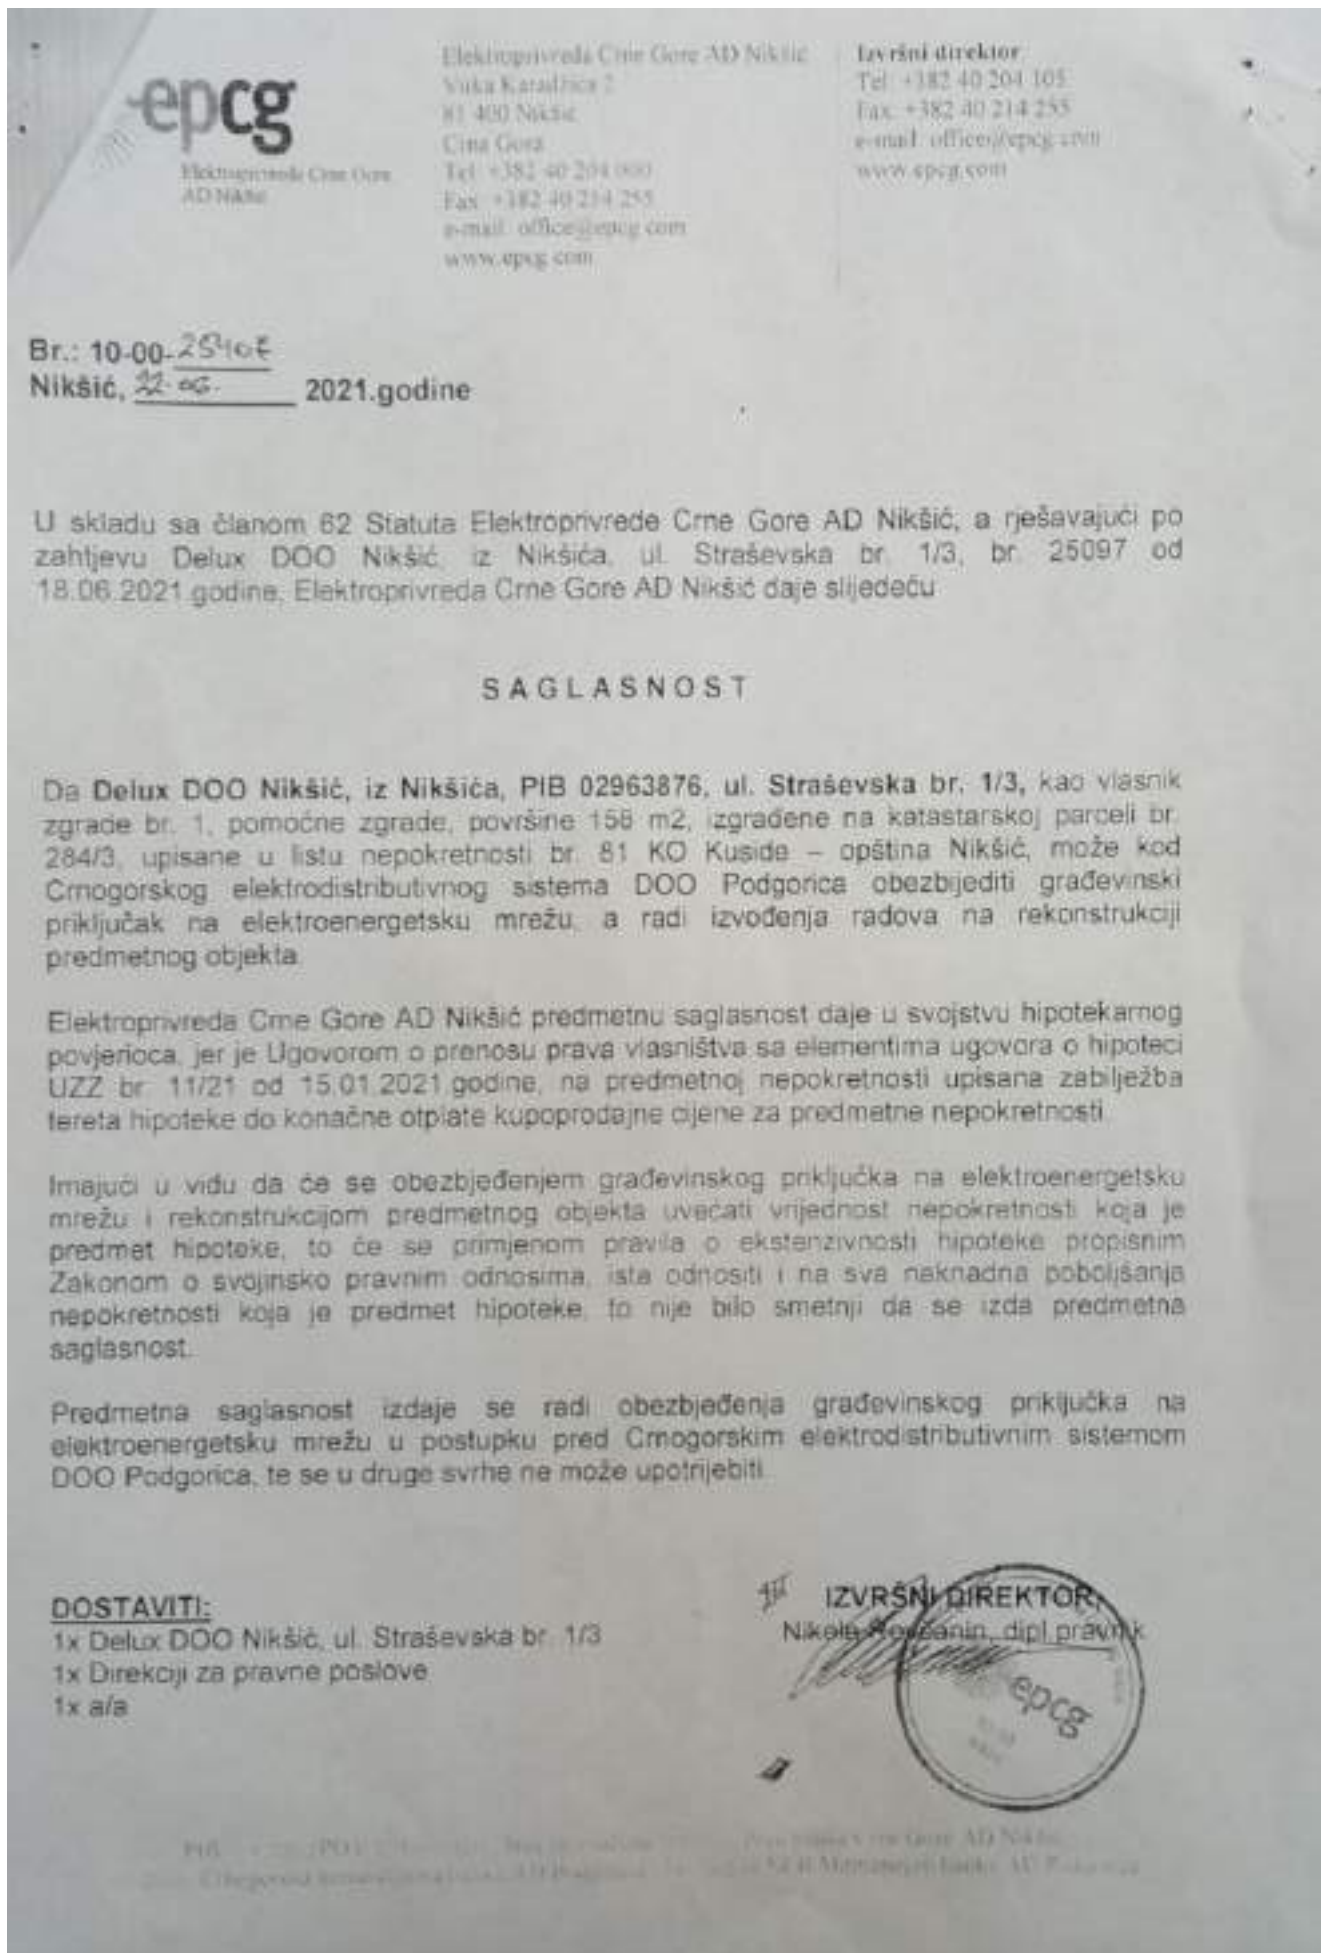 epcg
Elektroprivreda Crne Gore
AD Nikšić
Elektroprivreda Crne Gore AD Nikšić
Vuka Karadžića 2
81 400 Nikšić
Crna Gora
Tel: +382 40 204 000
Fax: +382 40 214 255
e-mail: office@epcg.com
www.epcg.com
Izvršni direktor
Tel: +382 40 204 105
Fax: +382 40 214 255
e-mail: office@epcg.com
www.epcg.com
Br.: 10-00-
Nikšić, 22.06. 2021.godine
U skladu sa članom 62 Statuta Elektroprivrede Crne Gore AD Nikšić, a rješavajući po
zahtjevu Delux DOO Nikšić, iz Nikšića, ul. Straševska br. 1/3, br. 25097 od
18.06.2021.godine, Elektroprivreda Crne Gore AD Nikšić daje slijedeću
SAGLASNOST
Da Delux DOO Nikšić, iz Nikšića, PIB 02963876, ul. Straševska br. 1/3, kao vlasnik
zgrade br. 1, pomoćne zgrade, površine 158 m2, izgrađene na katastarskoj parceli br.
284/3, upisane u listu nepokretnosti br. 81 KO Kuside – opština Nikšić, može kod
Crnogorskog elektrodistributivnog sistema DOO Podgorica obezbijediti građevinski
priključak na elektroenergetsku mrežu, a radi izvođenja radova na rekonstrukciji
predmetnog objekta.
Elektroprivreda Crne Gore AD Nikšić predmetnu saglasnost daje u svojstvu hipotekarnog
povjerioca, jer je Ugovorom o prenosu prava vlasništva sa elementima ugovora o hipoteci
UZZ br. 11/21 od 15.01.2021.godine, na predmetnoj nepokretnosti upisana zabilježba
tereta hipoteke do konačne otplate kupoprodajne cijene za predmetne nepokretnosti.
Imajući u vidu da će se obezbjeđenjem građevinskog priključka na elektroenergetsku
mrežu i rekonstrukcijom predmetnog objekta uvećati vrijednost nepokretnosti koja je
predmet hipoteke, to će se primjenom pravila o ekstenzivnosti hipoteke propisnim
Zakonom o svojinsko pravnim odnosima, ista odnositi i na sva naknadna poboljšanja
nepokretnosti koja je predmet hipoteke, to nije bilo smetnji da se izda predmetna
saglasnost.
Predmetna saglasnost izdaje se radi obezbjeđenja građevinskog priključka na
elektroenergetsku mrežu u postupku pred Crnogorskim elektrodistributivnim sistemom
DOO Podgorica, te se u druge svrhe ne može upotrijebiti.
DOSTAVITI:
1x Delux DOO Nikšić, ul. Straševska br. 1/3
1x Direkciji za pravne poslove
1x a/a
IZVRŠNI DIREKTOR,
Nikola dipl.pravnik
epcg